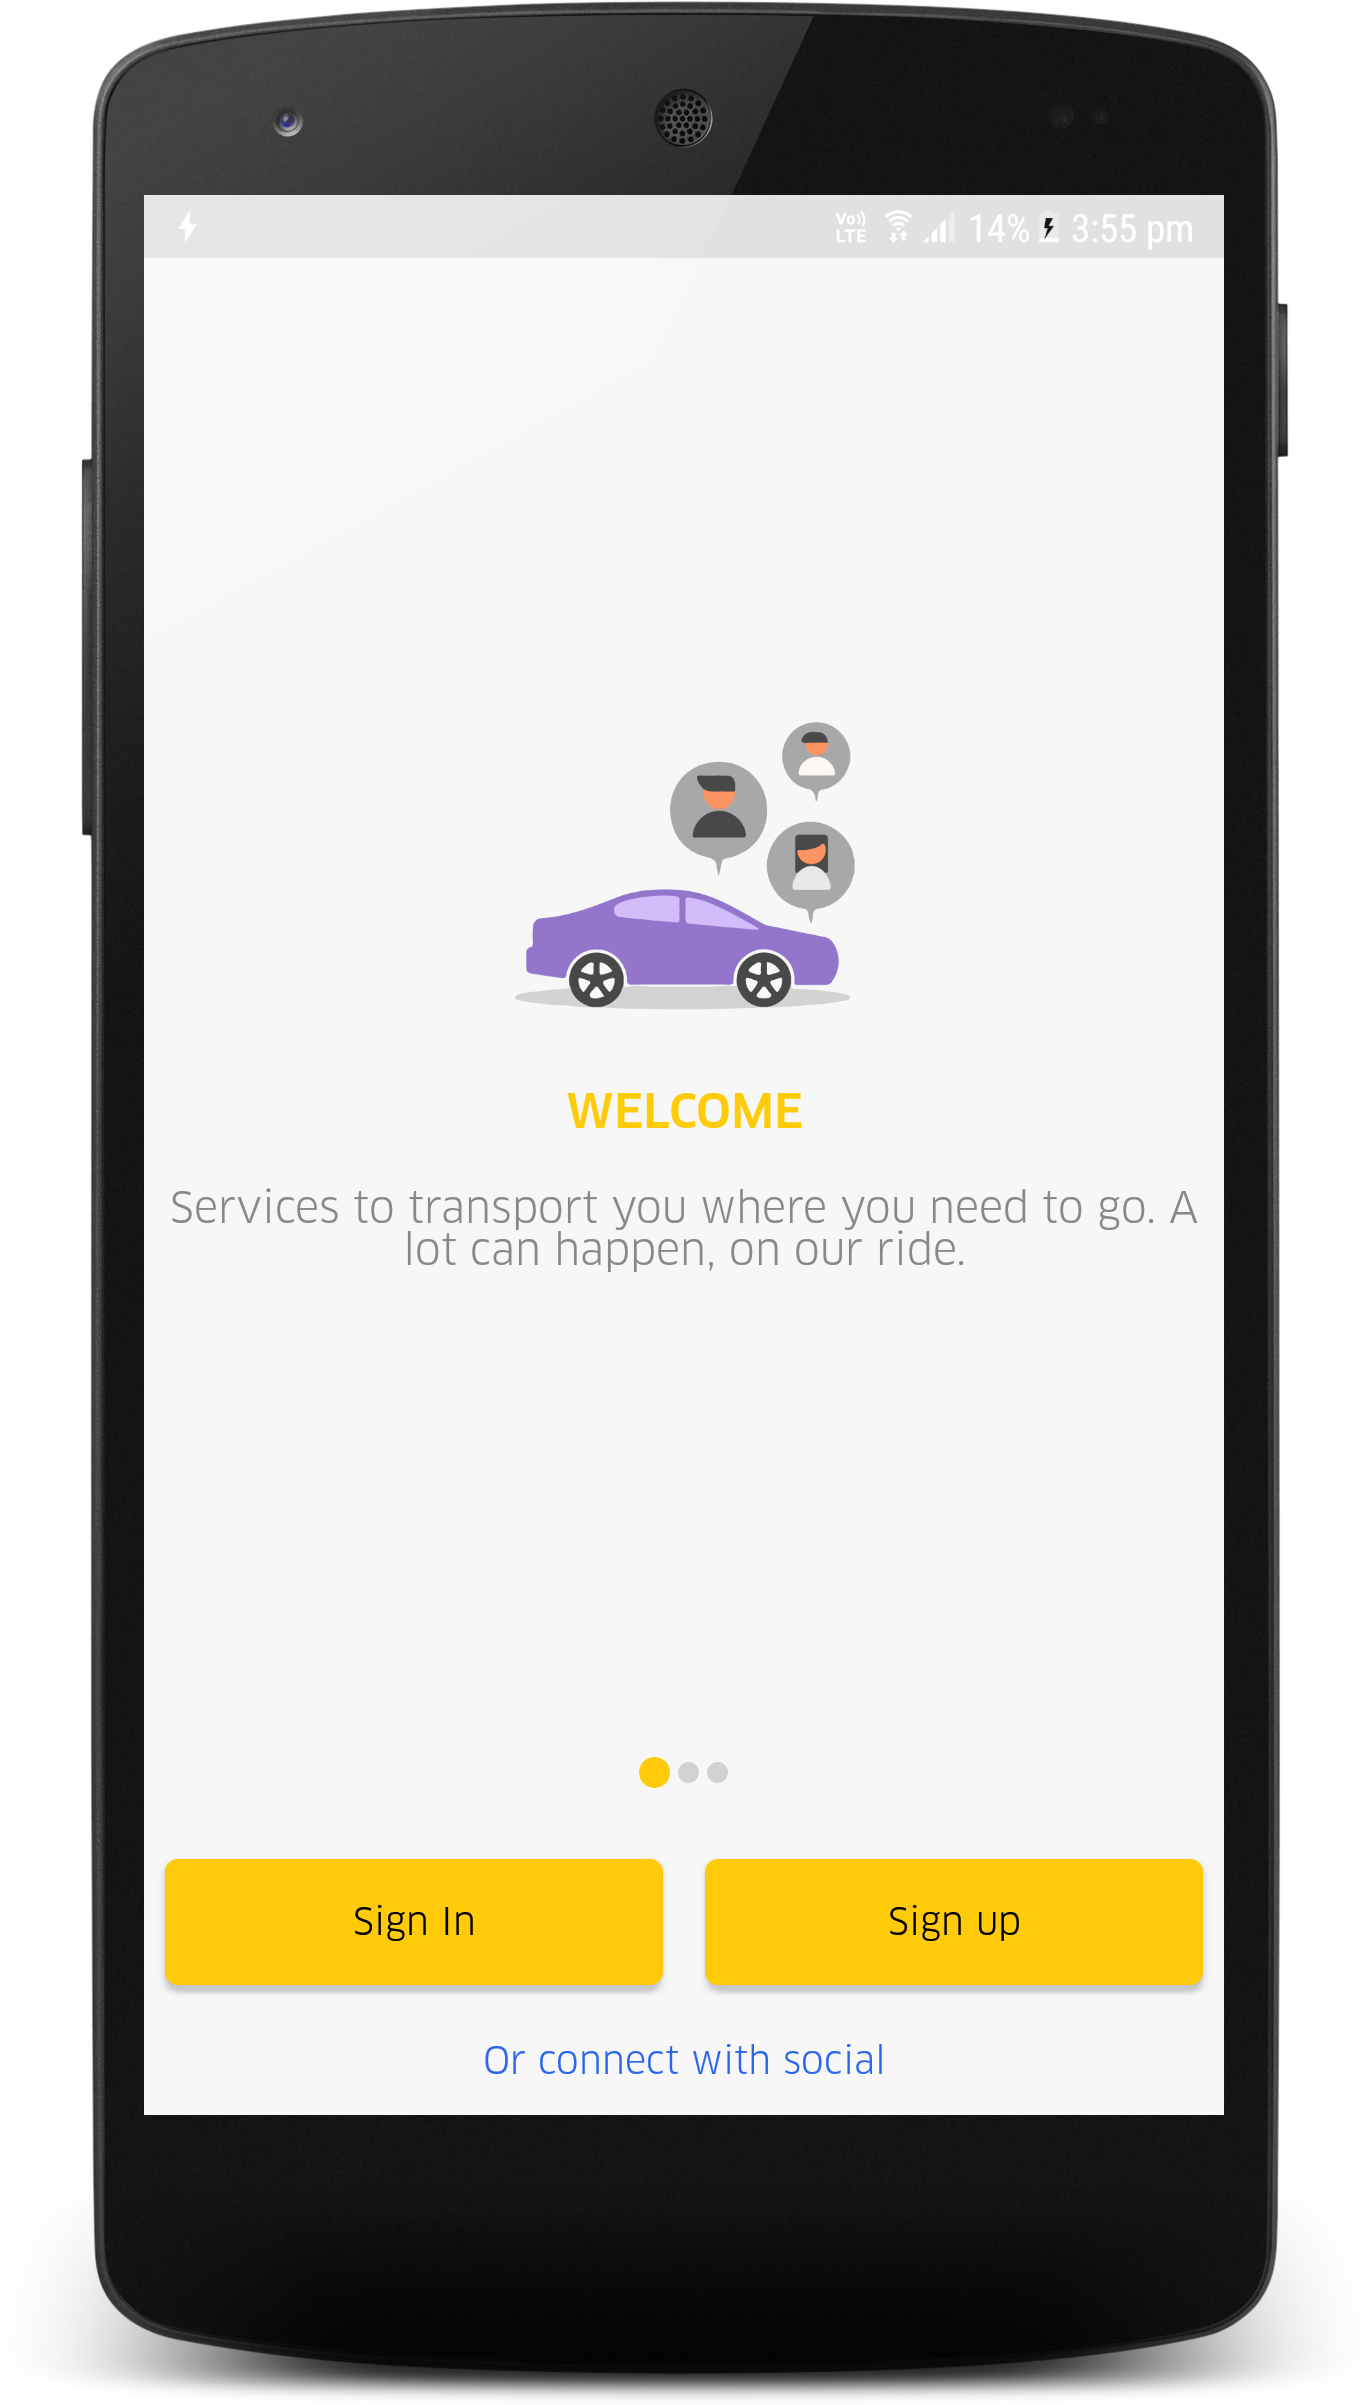 Vo)) LTE 14% 3:55 pm
WELCOME
Services to transport you where you need to go. A
lot can happen, on our ride.
Sign In Sign up
Or connect with social